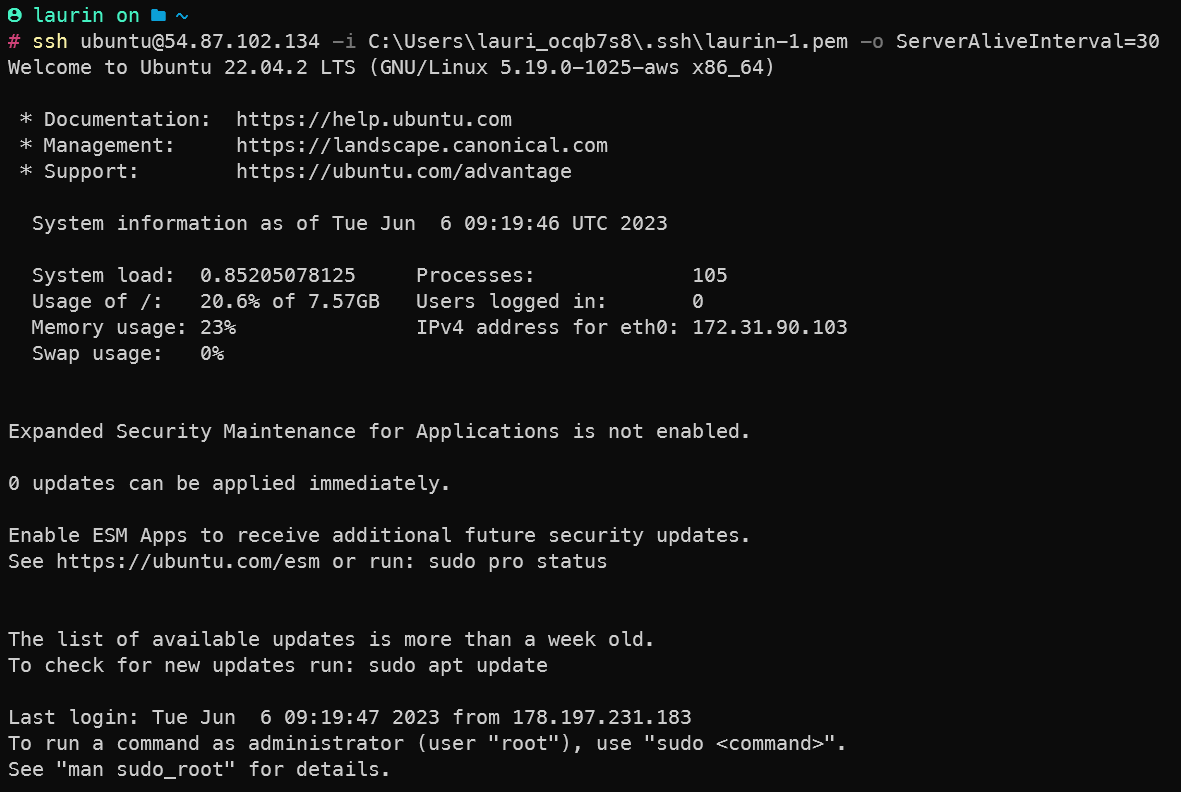 laurin on ~
# ssh ubuntu@54.87.102.134 -i C:\Users\lauri_ocqb7s8\.ssh\laurin-1.pem -o ServerAliveInterval=30
Welcome to Ubuntu 22.04.2 LTS (GNU/Linux 5.19.0-1025-aws x86_64)

 * Documentation:  https://help.ubuntu.com
 * Management:     https://landscape.canonical.com
 * Support:        https://ubuntu.com/advantage

  System information as of Tue Jun  6 09:19:46 UTC 2023

  System load:  0.85205078125     Processes:             105
  Usage of /:   20.6% of 7.57GB   Users logged in:       0
  Memory usage: 23%               IPv4 address for eth0: 172.31.90.103
  Swap usage:   0%

Expanded Security Maintenance for Applications is not enabled.

0 updates can be applied immediately.

Enable ESM Apps to receive additional future security updates.
See https://ubuntu.com/esm or run: sudo pro status

The list of available updates is more than a week old.
To check for new updates run: sudo apt update

Last login: Tue Jun  6 09:19:47 2023 from 178.197.231.183
To run a command as administrator (user "root"), use "sudo <command>".
See "man sudo_root" for details.